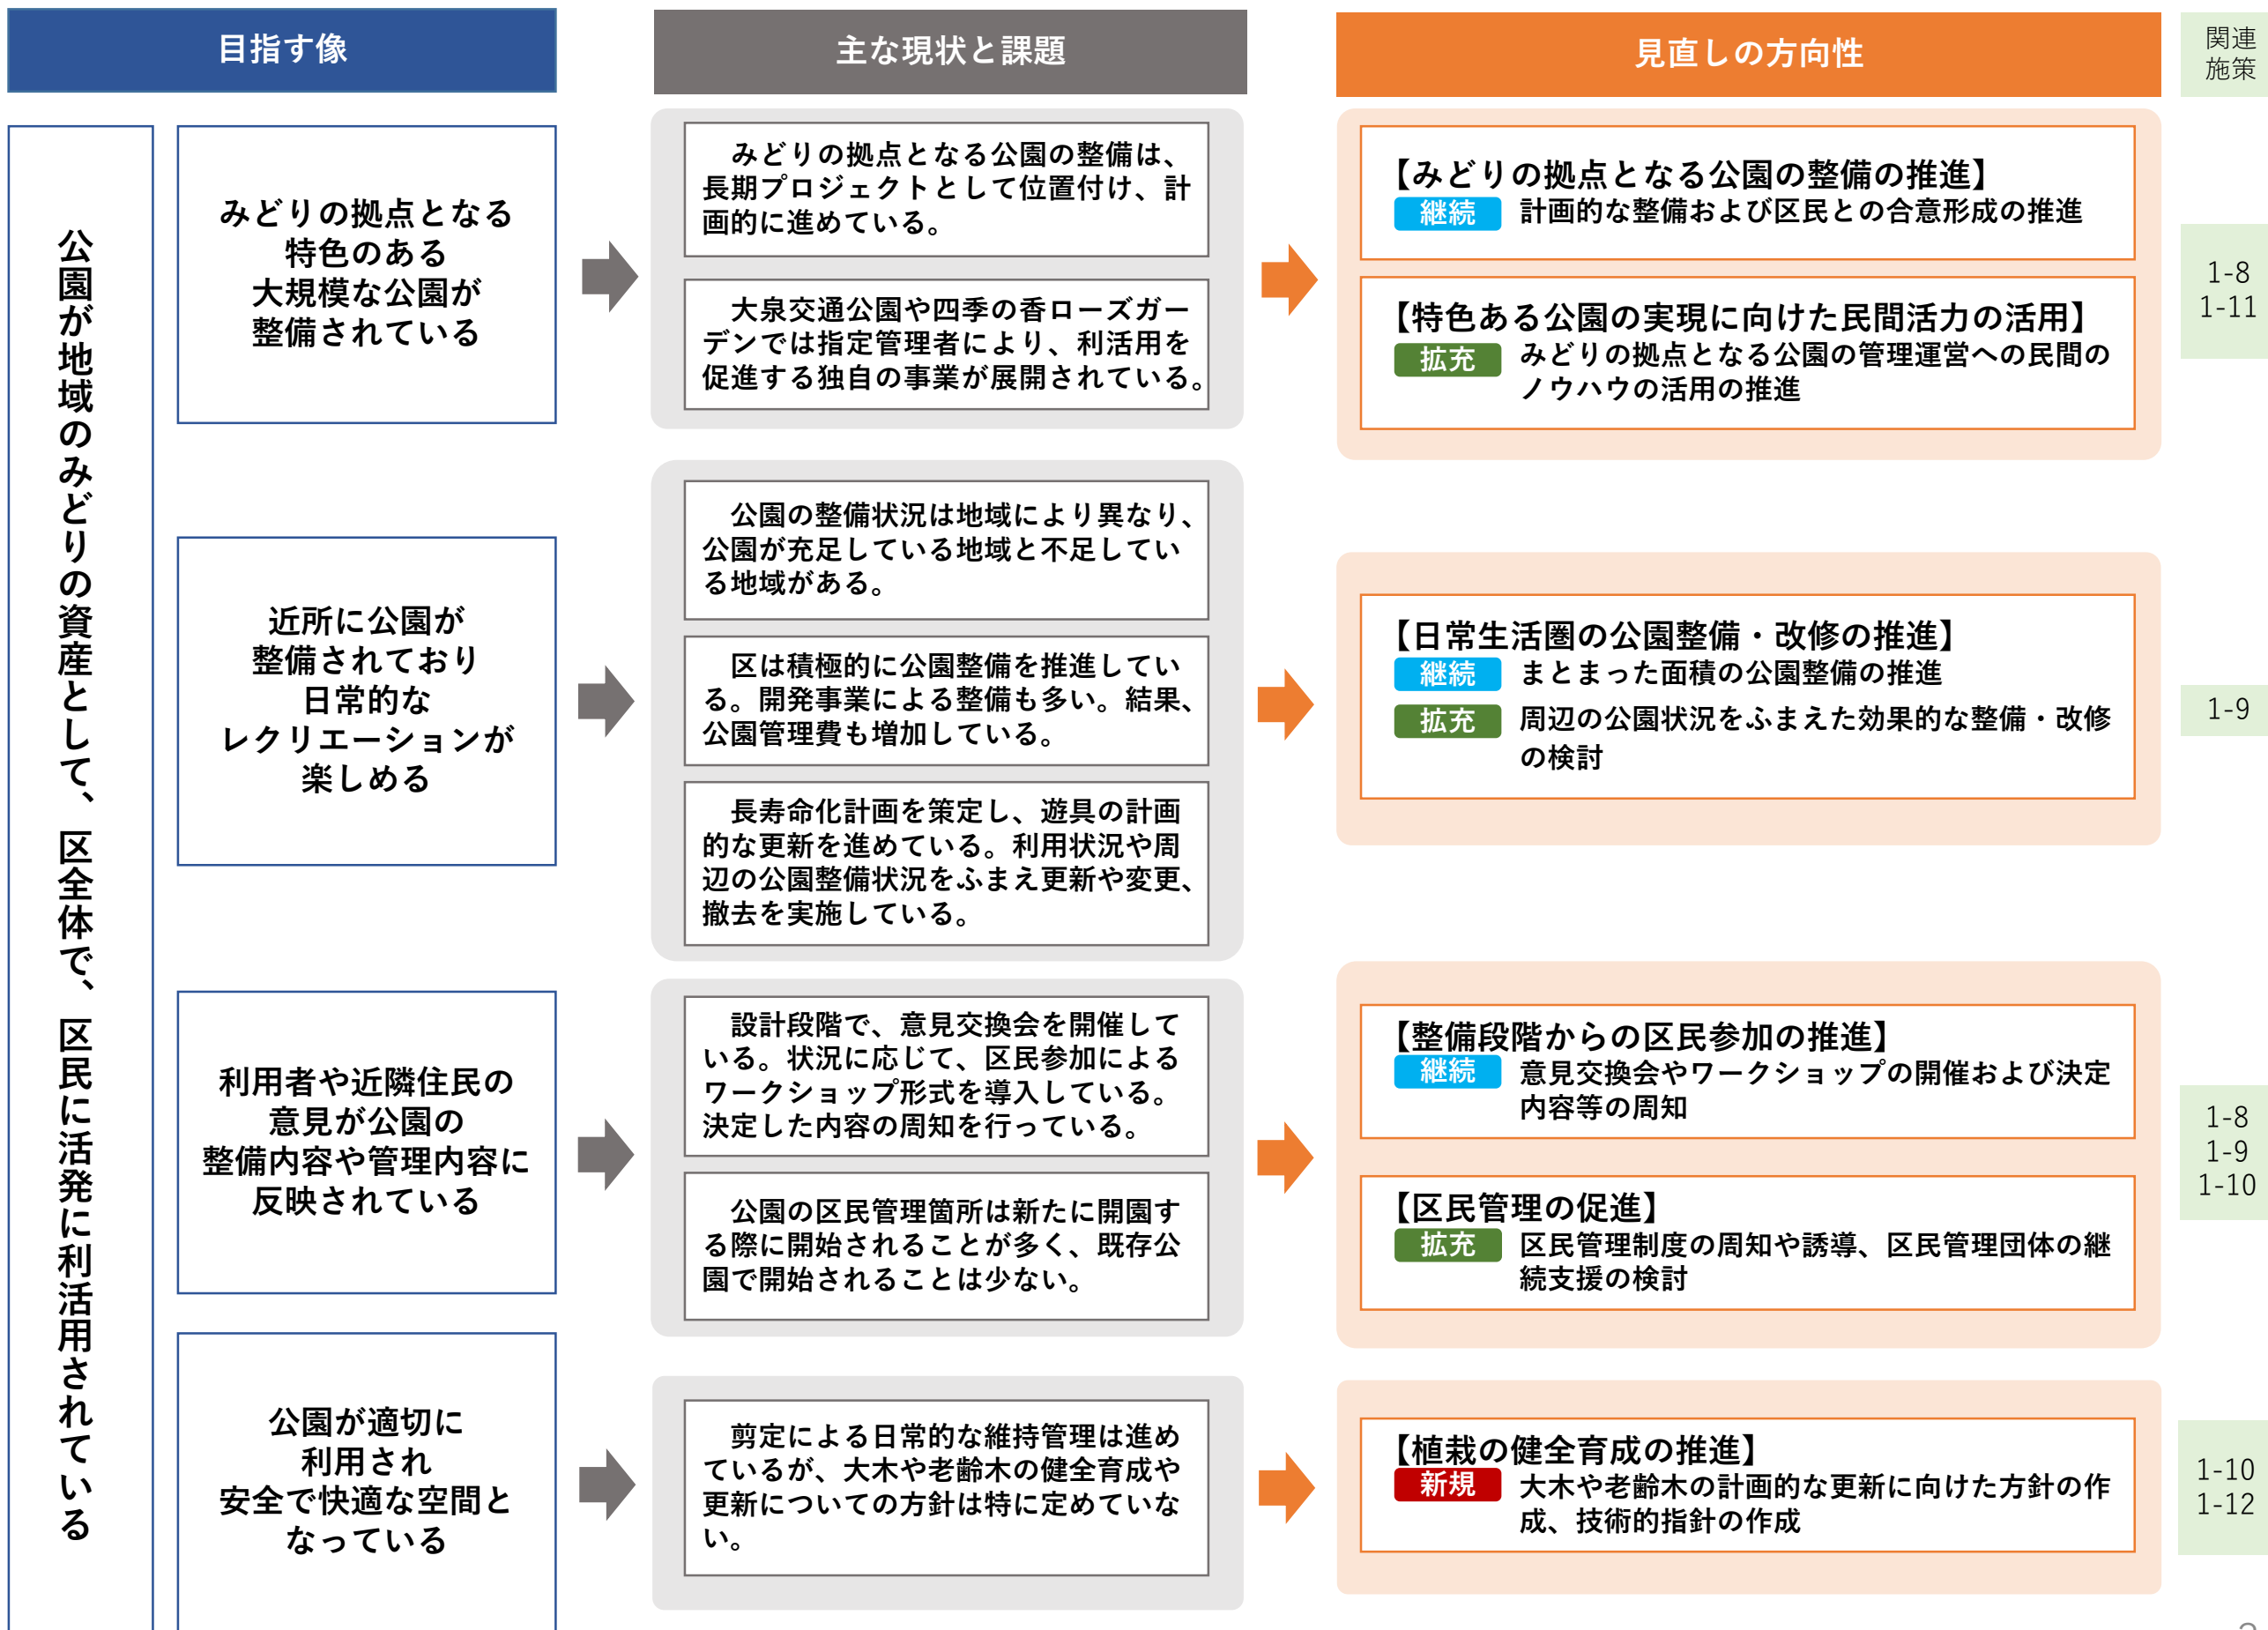 目指す像
主な現状と課題
見直しの方向性
関連
施策
公園が地域のみどりの資産として、区全体で、区民に活発に利活用されている
みどりの拠点となる
特色のある
大規模な公園が
整備されている
みどりの拠点となる公園の整備は、
長期プロジェクトとして位置付け、計
画的に進めている。
大泉交通公園や四季の香ローズガー
デンでは指定管理者により、利活用を
促進する独自の事業が展開されている。
【みどりの拠点となる公園の整備の推進】
継続 計画的な整備および区民との合意形成の推進
【特色ある公園の実現に向けた民間活力の活用】
拡充 みどりの拠点となる公園の管理運営への民間の
ノウハウの活用の推進
1-8
1-11
近所に公園が
整備されており
日常的な
レクリエーションが
楽しめる
公園の整備状況は地域により異なり、
公園が充足している地域と不足してい
る地域がある。
区は積極的に公園整備を推進してい
る。開発事業による整備も多い。結果、
公園管理費も増加している。
長寿命化計画を策定し、遊具の計画
的な更新を進めている。利用状況や周
辺の公園整備状況をふまえ更新や変更、
撤去を実施している。
【日常生活圏の公園整備・改修の推進】
継続 まとまった面積の公園整備の推進
拡充 周辺の公園状況をふまえた効果的な整備・改修
の検討
1-9
利用者や近隣住民の
意見が公園の
整備内容や管理内容に
反映されている
設計段階で、意見交換会を開催して
いる。状況に応じて、区民参加による
ワークショップ形式を導入している。
決定した内容の周知を行っている。
公園の区民管理箇所は新たに開園す
る際に開始されることが多く、既存公
園で開始されることは少ない。
【整備段階からの区民参加の推進】
継続 意見交換会やワークショップの開催および決定
内容等の周知
【区民管理の促進】
拡充 区民管理制度の周知や誘導、区民管理団体の継
続支援の検討
1-8
1-9
1-10
公園が適切に
利用され
安全で快適な空間と
なっている
剪定による日常的な維持管理は進め
ているが、大木や老齢木の健全育成や
更新についての方針は特に定めていな
い。
【植栽の健全育成の推進】
新規 大木や老齢木の計画的な更新に向けた方針の作
成、技術的指針の作成
1-10
1-12